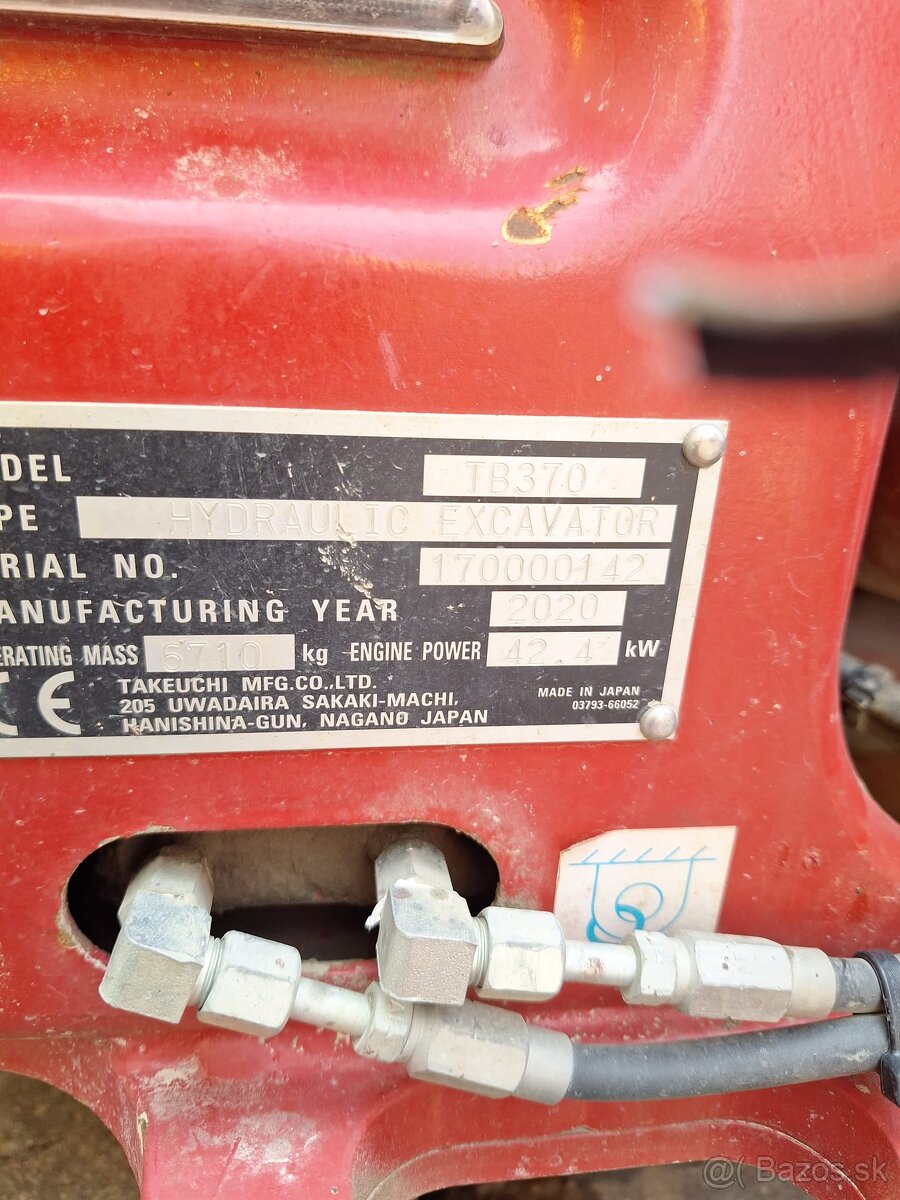 DEL TB370
PE HYDRAULIC EXCAVATOR
RIAL NO. 170000142
ANUFACTURING YEAR 2020
ERATING MASS 6710 kg ENGINE POWER 42.4 kW
CE TAKEUCHI MFG.CO.,LTD.
205 UWADAIRA SAKAKI-MACHI,
HANISHINA-GUN, NAGANO JAPAN
MADE IN JAPAN
03793-66052
@( Bazos.sk